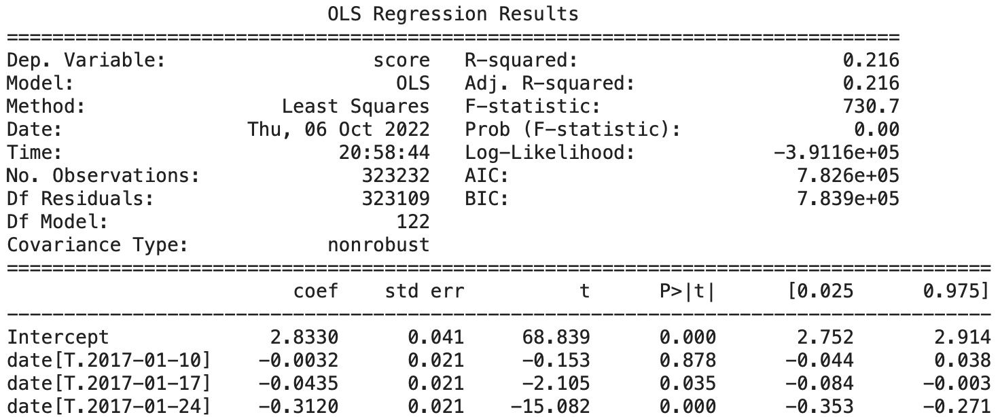 OLS Regression Results
==============================================================================
Dep. Variable: score R-squared: 0.216
Model: OLS Adj. R-squared: 0.216
Method: Least Squares F-statistic: 730.7
Date: Thu, 06 Oct 2022 Prob (F-statistic): 0.00
Time: 20:58:44 Log-Likelihood: -3.9116e+05
No. Observations: 323232 AIC: 7.826e+05
Df Residuals: 323109 BIC: 7.839e+05
Df Model: 122
Covariance Type: nonrobust
======================================================================================
coef std err t P>|t| [0.025 0.975]
--------------------------------------------------------------------------------------
Intercept 2.8330 0.041 68.839 0.000 2.752 2.914
date[T.2017-01-10] -0.0032 0.021 -0.153 0.878 -0.044 0.038
date[T.2017-01-17] -0.0435 0.021 -2.105 0.035 -0.084 -0.003
date[T.2017-01-24] -0.3120 0.021 -15.082 0.000 -0.353 -0.271